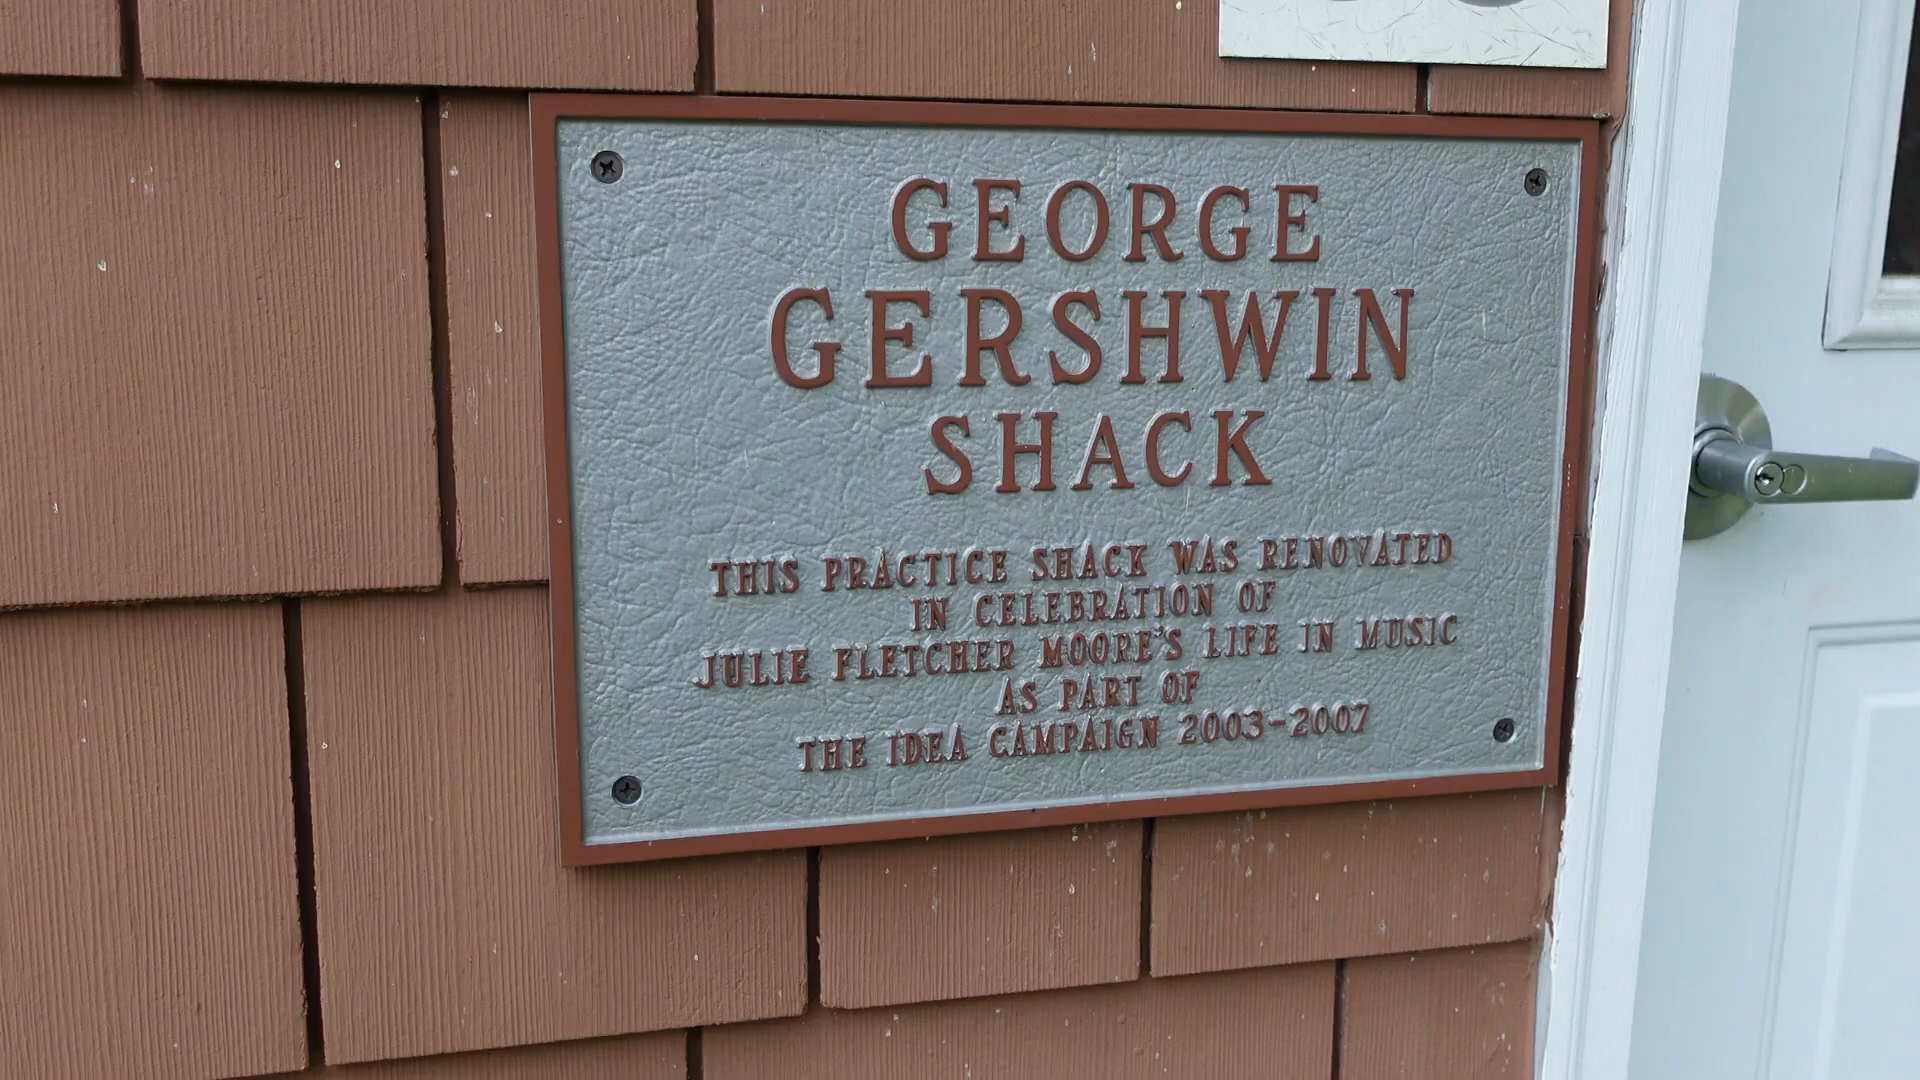 GEORGE
GERSHWIN
SHACK
THIS PRACTICE SHACK WAS RENOVATED
IN CELEBRATION OF
JULIE FLETCHER MOORE'S LIFE IN MUSIC
AS PART OF
THE IDEA CAMPAIGN 2003-2007